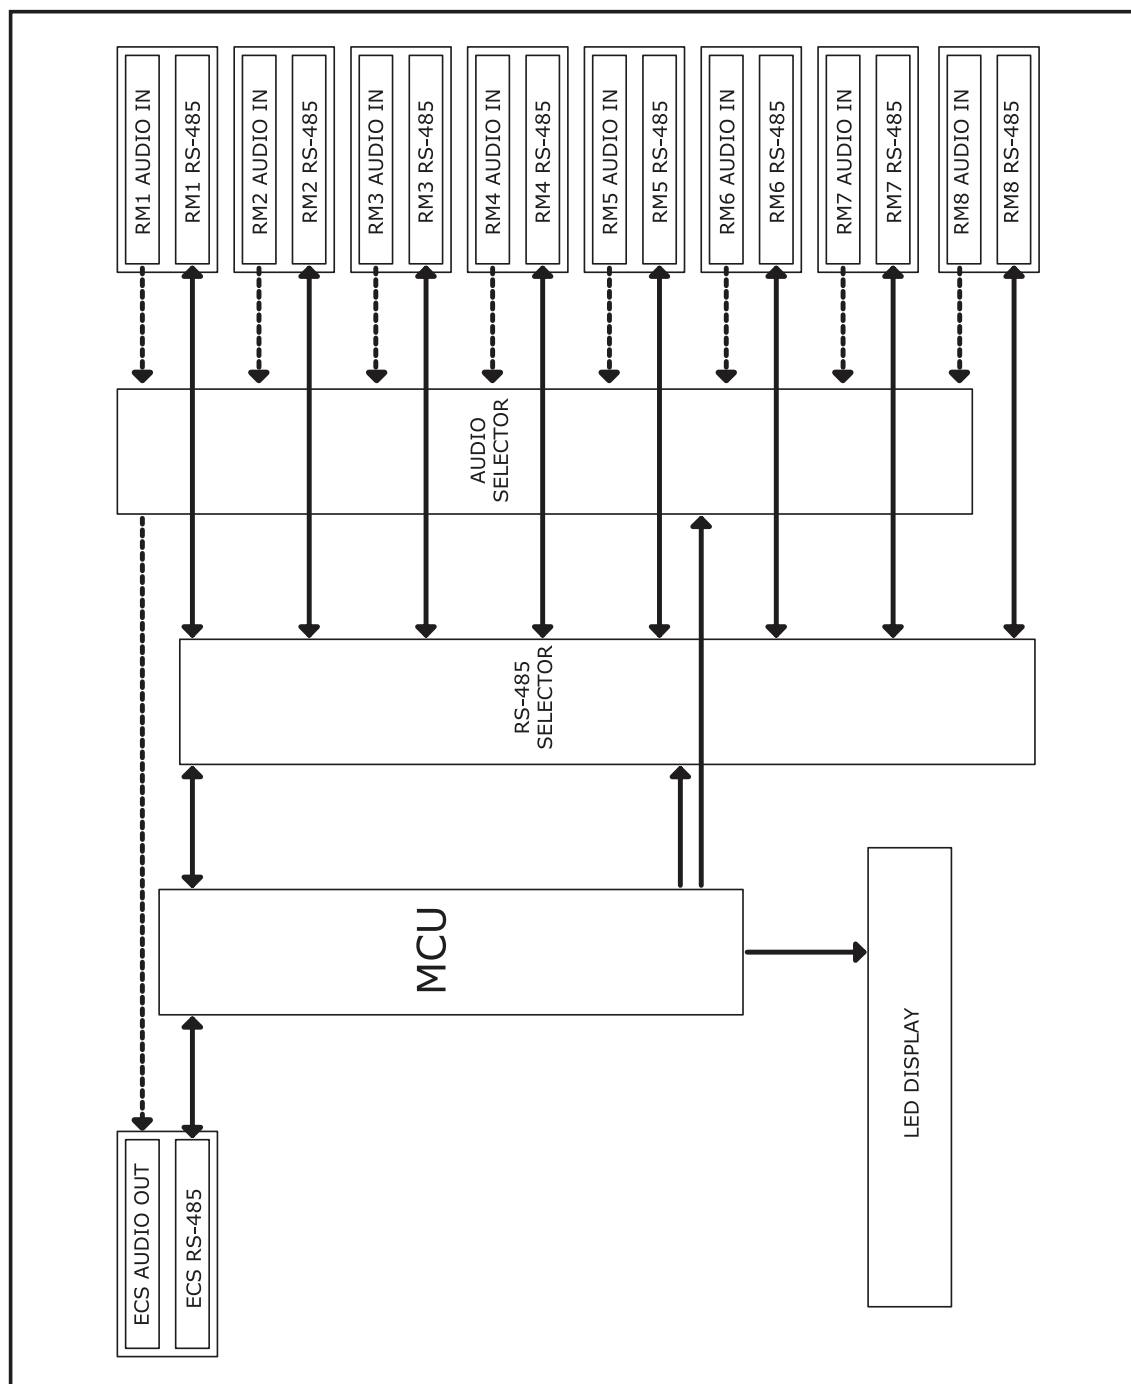 RM1 AUDIO IN
RM1 RS-485
RM2 AUDIO IN
RM2 RS-485
RM3 AUDIO IN
RM3 RS-485
RM4 AUDIO IN
RM4 RS-485
RM5 AUDIO IN
RM5 RS-485
RM6 AUDIO IN
RM6 RS-485
RM7 AUDIO IN
RM7 RS-485
RM8 AUDIO IN
RM8 RS-485
AUDIO
SELECTOR
RS-485
SELECTOR
MCU
LED DISPLAY
ECS AUDIO OUT
ECS RS-485